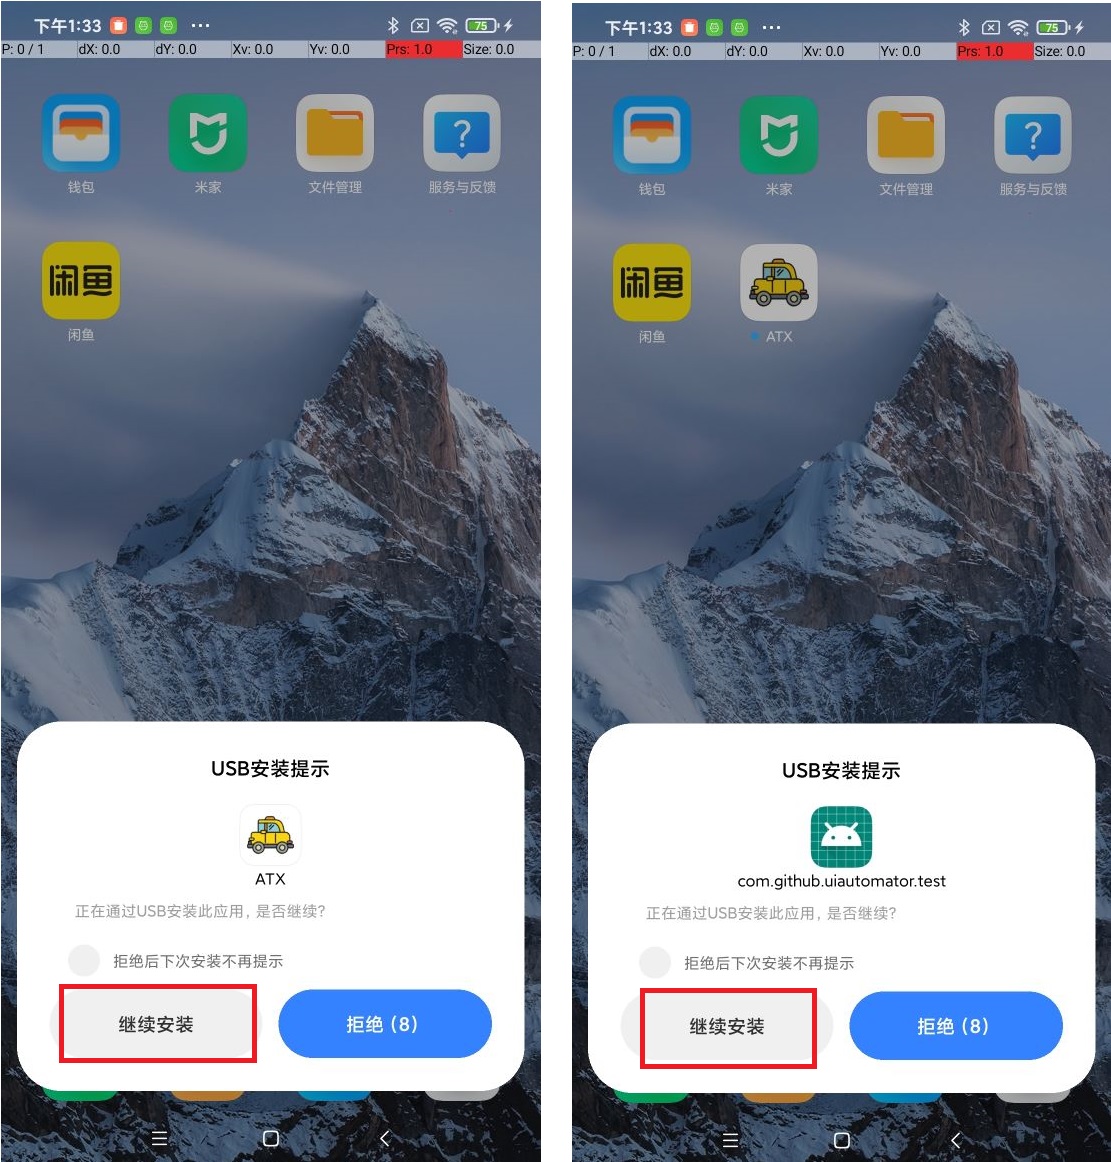 下午1:33 75
P: 0 / 1 dX: 0.0 dY: 0.0 Xv: 0.0 Yv: 0.0 Prs: 1.0 Size: 0.0
钱包 米家 文件管理 服务与反馈
闲鱼
闲鱼
USB安装提示
ATX
正在通过USB安装此应用，是否继续?
拒绝后下次安装不再提示
继续安装 拒绝 (8)
下午1:33 75
P: 0 / 1 dX: 0.0 dY: 0.0 Xv: 0.0 Yv: 0.0 Prs: 1.0 Size: 0.0
钱包 米家 文件管理 服务与反馈
闲鱼
闲鱼 ATX
USB安装提示
com.github.uiautomator.test
正在通过USB安装此应用，是否继续?
拒绝后下次安装不再提示
继续安装 拒绝 (8)